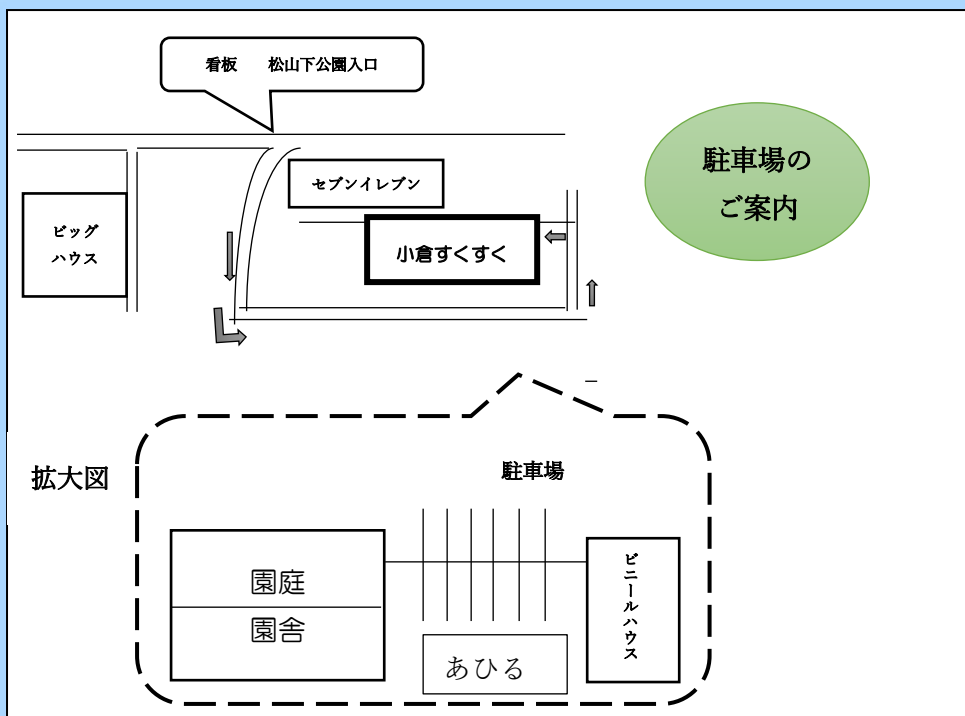 看板　　松山下公園入口
駐車場の
ご案内
セブンイレブン
ビッグ
ハウス
小倉すくすく
拡大図
駐車場
園庭
園舎
ビニールハウス
あひる